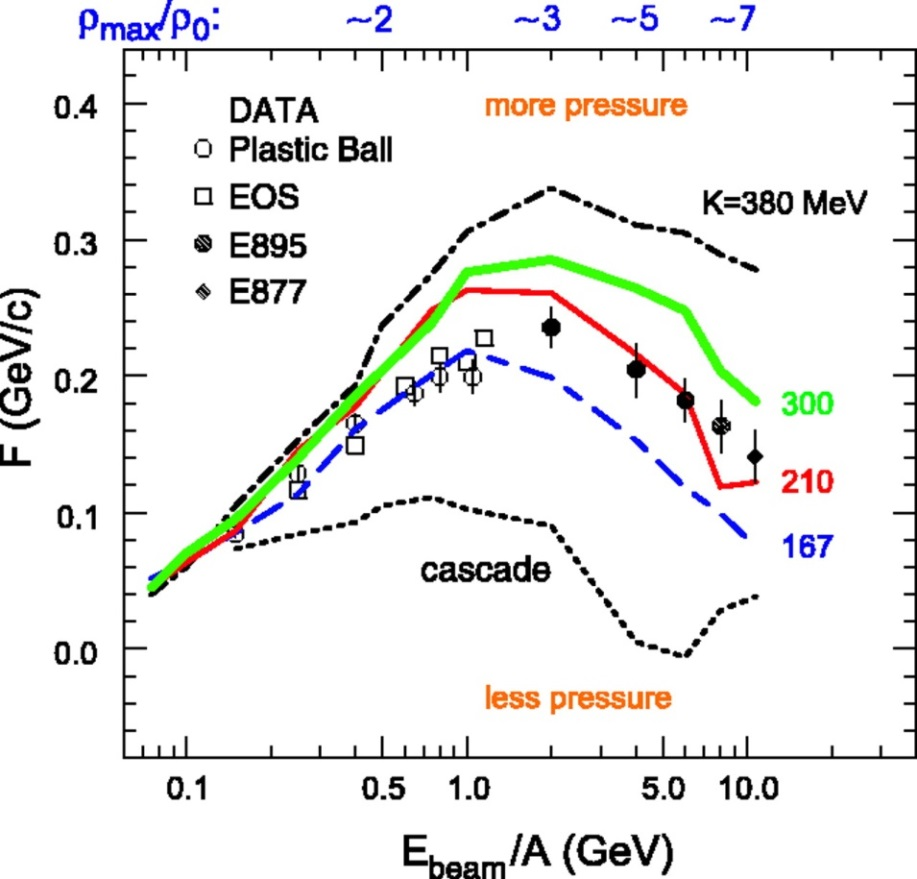 ρmax/ρ0: ~2 ~3 ~5 ~7
more pressure
DATA
Plastic Ball
EOS
E895
E877
K=380 MeV
300
210
167
cascade
less pressure
F (GeV/c)
0.4
0.3
0.2
0.1
0.0
0.1 0.5 1.0 5.0 10.0
Ebeam/A (GeV)